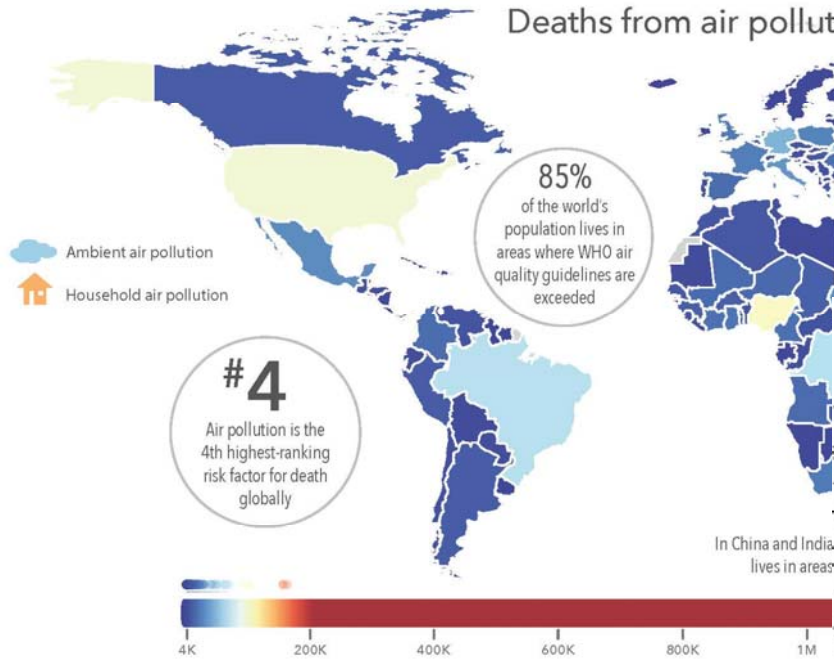 Deaths from air pollut
85%
of the world's
population lives in
areas where WHO air
quality guidelines are
exceeded
Ambient air pollution
Household air pollution
#4
Air pollution is the
4th highest-ranking
risk factor for death
globally
In China and India
lives in areas
4K 200K 400K 600K 800K 1M